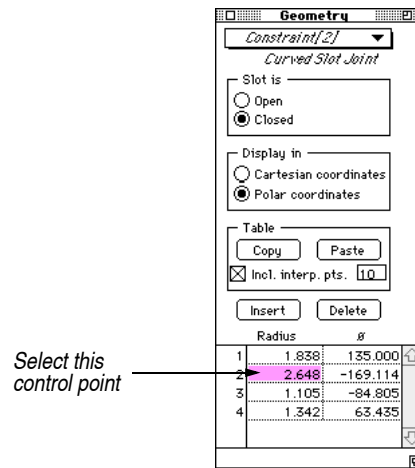 Geometry
Constraint[2]
Curved Slot Joint
Slot is
Open
Closed
Display in
Cartesian coordinates
Polar coordinates
Table
Copy Paste
Incl. interp. pts. 10
Insert Delete
Radius ø
1 1.838 135.000
2 2.648 -169.114
3 1.105 -84.805
4 1.342 63.435
Select this
control point